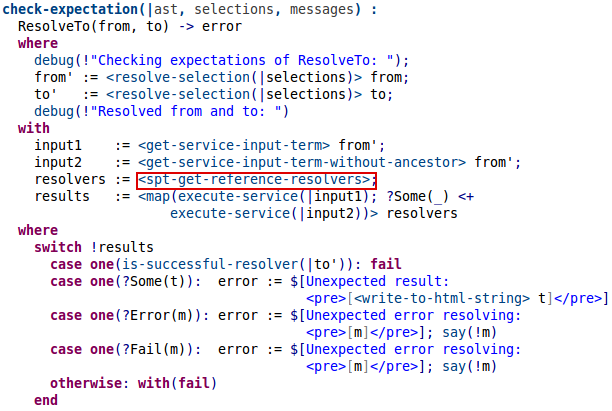 check-expectation(|ast, selections, messages) :
  ResolveTo(from, to) -> error
  where
    debug(!"Checking expectations of ResolveTo: ");
    from' := <resolve-selection(|selections)> from;
    to'   := <resolve-selection(|selections)> to;
    debug(!"Resolved from and to: ")
  with
    input1    := <get-service-input-term> from';
    input2    := <get-service-input-term-without-ancestor> from';
    resolvers := <spt-get-reference-resolvers>;
    results   := <map(execute-service(|input1); ?Some(_) <+
                     execute-service(|input2))> resolvers
  where
    switch !results
      case one(is-successful-resolver(|to')): fail
      case one(?Some(t)):  error := $[Unexpected result:
                                      <pre>[<write-to-html-string> t]</pre>]
      case one(?Error(m)): error := $[Unexpected error resolving:
                                      <pre>[m]</pre>]; say(!m)
      case one(?Fail(m)):  error := $[Unexpected error resolving:
                                      <pre>[m]</pre>]; say(!m)
      otherwise: with(fail)
    end